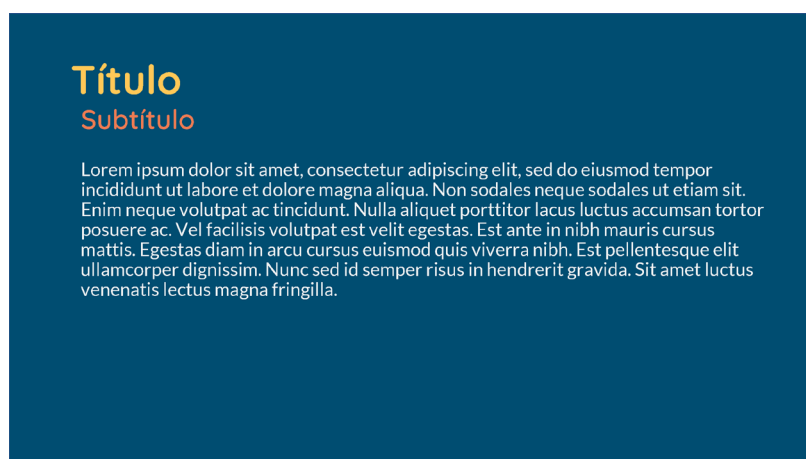 Título
Subtítulo
Lorem ipsum dolor sit amet, consectetur adipiscing elit, sed do eiusmod tempor
incididunt ut labore et dolore magna aliqua. Non sodales neque sodales ut etiam sit.
Enim neque volutpat ac tincidunt. Nulla aliquet porttitor lacus luctus accumsan tortor
posuere ac. Vel facilisis volutpat est velit egestas. Est ante in nibh mauris cursus
mattis. Egestas diam in arcu cursus euismod quis viverra nibh. Est pellentesque elit
ullamcorper dignissim. Nunc sed id semper risus in hendrerit gravida. Sit amet luctus
venenatis lectus magna fringilla.